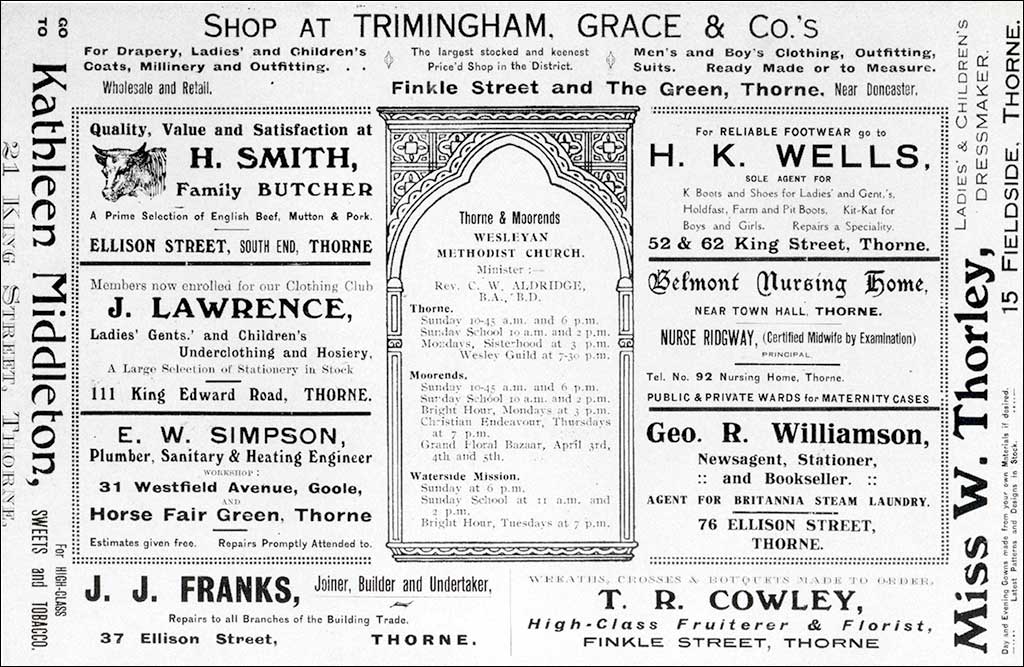 SHOP AT TRIMINGHAM, GRACE & CO.'S
For Drapery, Ladies' and Children's
Coats, Millinery and Outfitting. . .
The largest stocked and keenest
Price'd Shop in the District.
Men's and Boy's Clothing, Outfitting,
Suits. Ready Made or to Measure.
Wholesale and Retail.
Finkle Street and The Green, Thorne. Near Doncaster.
GO TO
Kathleen Middleton,
21 KING STREET, THORNE.
For HIGH-CLASS
SWEETS and TOBACCO.
Quality, Value and Satisfaction at
H. SMITH,
Family BUTCHER
A Prime Selection of English Beef, Mutton & Pork.
ELLISON STREET, SOUTH END, THORNE
Members now enrolled for our Clothing Club
J. LAWRENCE,
Ladies' Gents.' and Children's
Underclothing and Hosiery,
A Large Selection of Stationery in Stock
111 King Edward Road, THORNE.
E. W. SIMPSON,
Plumber, Sanitary & Heating Engineer
WORKSHOP :
31 Westfield Avenue, Goole,
AND
Horse Fair Green, Thorne
Estimates given free. Repairs Promptly Attended to.
Thorne & Moorends
WESLEYAN
METHODIST CHURCH.
Minister :—
Rev. C. W. ALDRIDGE,
B.A., B.D.
Thorne.
Sunday 10-45 a.m. and 6 p.m.
Sunday School 10 a.m. and 2 p.m.
Mondays, Sisterhood at 3 p.m.
Wesley Guild at 7-30 p.m.
Moorends.
Sunday 10-45 a.m. and 6 p.m.
Sunday School 10 a.m. and 2 p.m.
Bright Hour, Mondays at 3 p.m.
Christian Endeavour, Thursdays
at 7 p.m.
Grand Floral Bazaar, April 3rd,
4th and 5th.
Waterside Mission.
Sunday at 6 p.m.
Sunday School at 11 a.m. and
2 p.m.
Bright Hour, Tuesdays at 7 p.m.
For RELIABLE FOOTWEAR go to
H. K. WELLS,
SOLE AGENT FOR
K Boots and Shoes for Ladies' and Gent.'s,
Holdfast, Farm and Pit Boots. Kit-Kat for
Boys and Girls. Repairs a Speciality.
52 & 62 King Street, Thorne.
Belmont Nursing Home,
NEAR TOWN HALL, THORNE.
NURSE RIDGWAY, (Certified Midwife by Examination)
PRINCIPAL.
Tel. No. 92 Nursing Home, Thorne.
PUBLIC & PRIVATE WARDS for MATERNITY CASES
Geo. R. Williamson,
Newsagent, Stationer,
:: and Bookseller. ::
AGENT FOR BRITANNIA STEAM LAUNDRY.
76 ELLISON STREET,
THORNE.
Miss W. Thorley,
LADIES' & CHILDREN'S
DRESSMAKER.
15 FIELDSIDE, THORNE.
Day and Evening Gowns made from your own Materials if desired.
Latest Patterns and Designs In Stock.
J. J. FRANKS, Joiner, Builder and Undertaker,
Repairs to all Branches of the Building Trade.
37 Ellison Street, THORNE.
WREATHS, CROSSES & BOUQUETS MADE TO ORDER.
T. R. COWLEY,
High-Class Fruiterer & Florist,
FINKLE STREET, THORNE